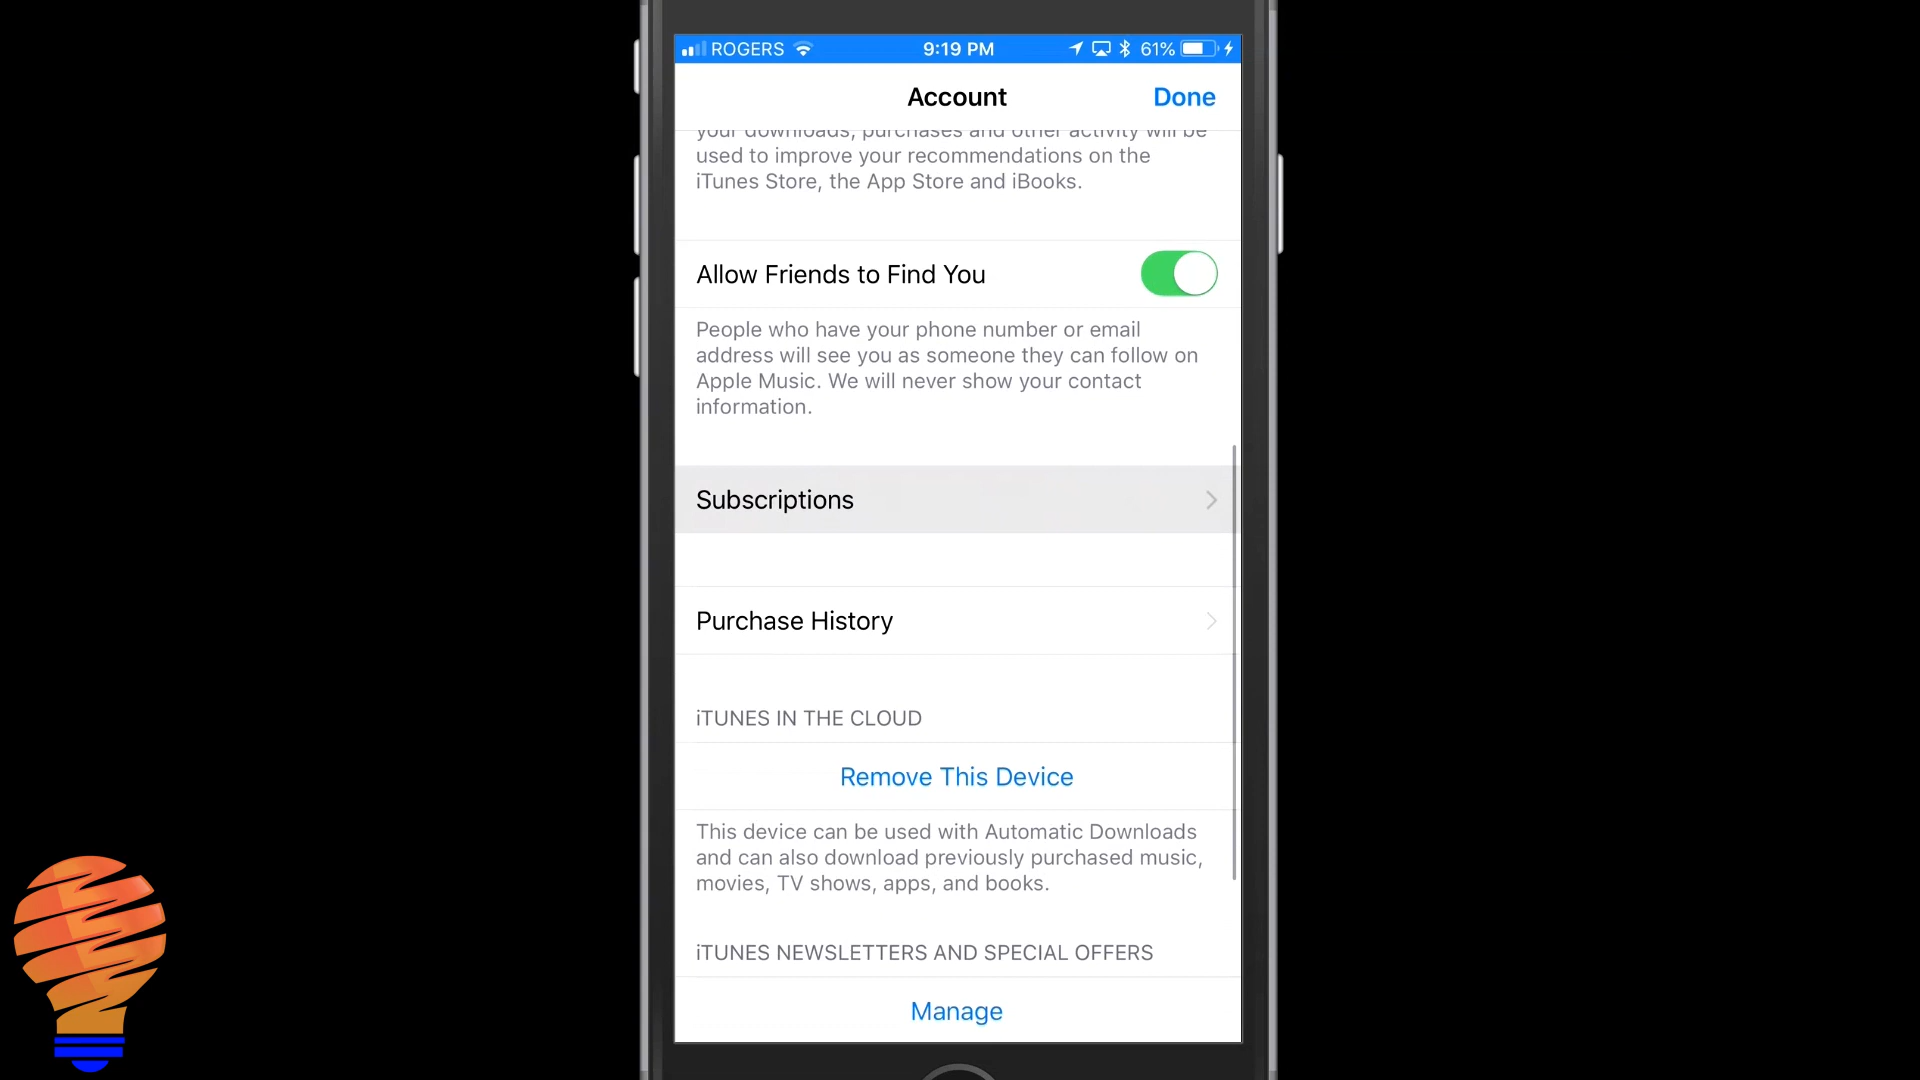 ROGERS 9:19 PM 61%
Account Done
your downloads, purchases and other activity will be
used to improve your recommendations on the
iTunes Store, the App Store and iBooks.
Allow Friends to Find You
People who have your phone number or email
address will see you as someone they can follow on
Apple Music. We will never show your contact
information.
Subscriptions
Purchase History
iTUNES IN THE CLOUD
Remove This Device
This device can be used with Automatic Downloads
and can also download previously purchased music,
movies, TV shows, apps, and books.
iTUNES NEWSLETTERS AND SPECIAL OFFERS
Manage